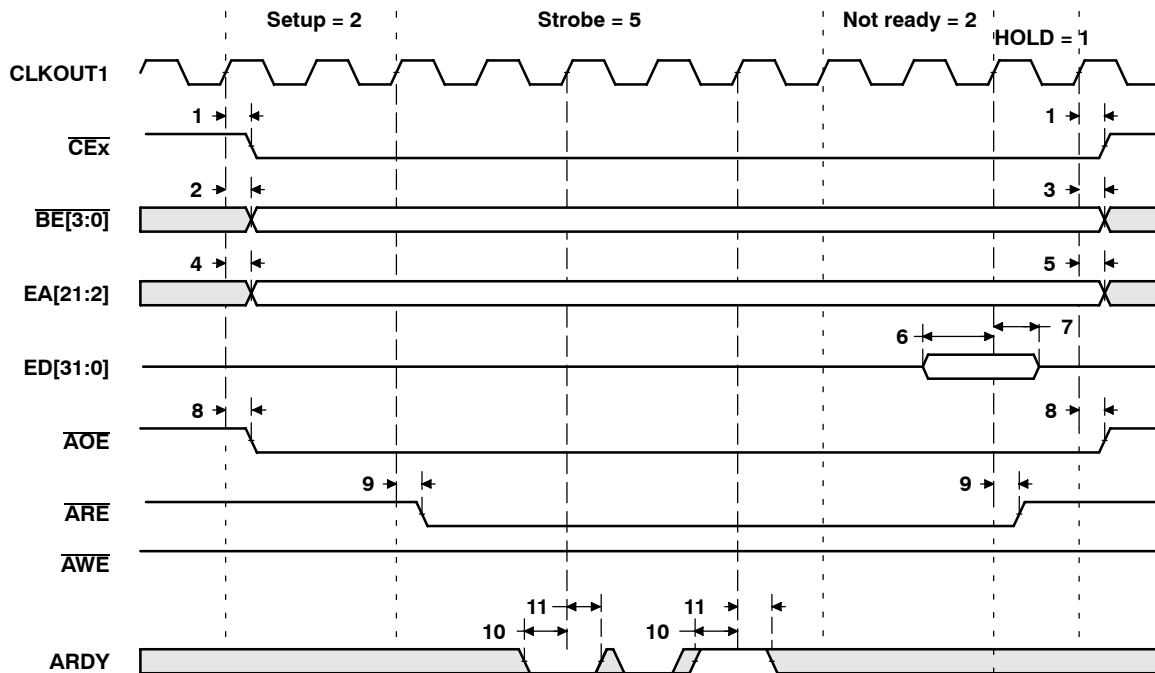 Setup = 2 Strobe = 5 Not ready = 2
HOLD = 1
CLKOUT1
1 1
CEx
2 3
BE[3:0]
4 5
EA[21:2]
6 7
ED[31:0]
8 8
AOE
9 9
ARE
AWE
11 11
10 10
ARDY